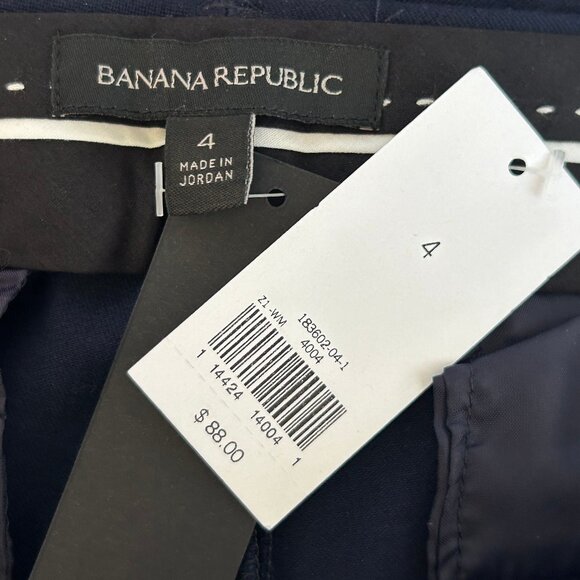 BANANA REPUBLIC
4
MADE IN
JORDAN
4
Z1 -WM 183602-04-1
4004
1 14424 14004 1
$ 88.00